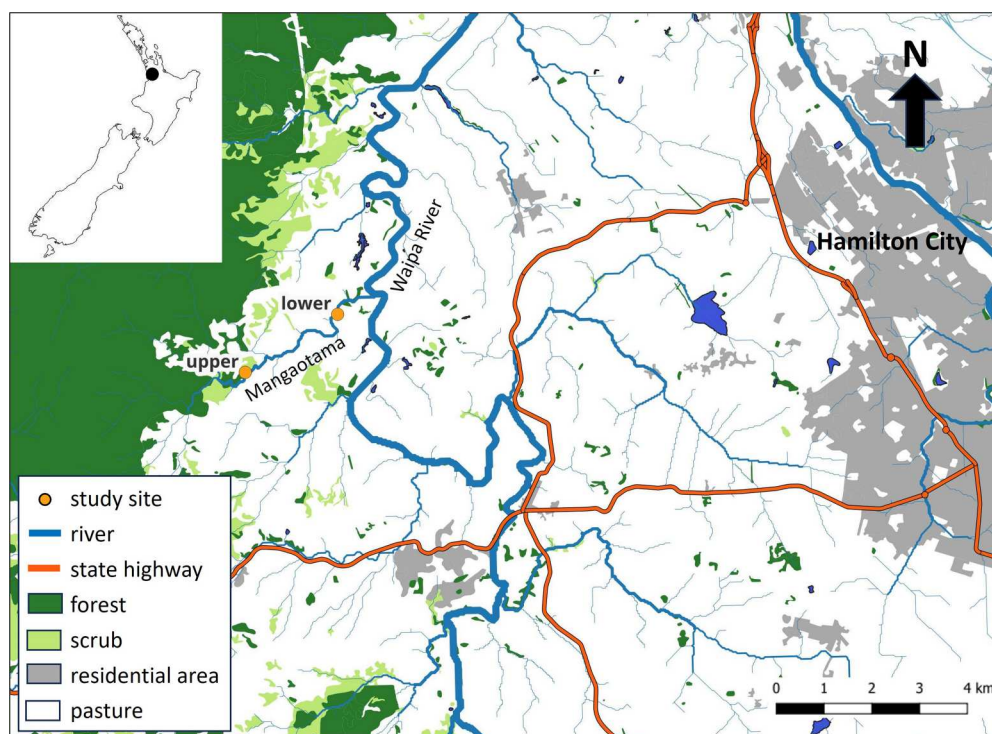 N
Hamilton City
Waipa River
lower
upper
Mangaotama
study site
river
state highway
forest
scrub
residential area
pasture
0 1 2 3 4 km